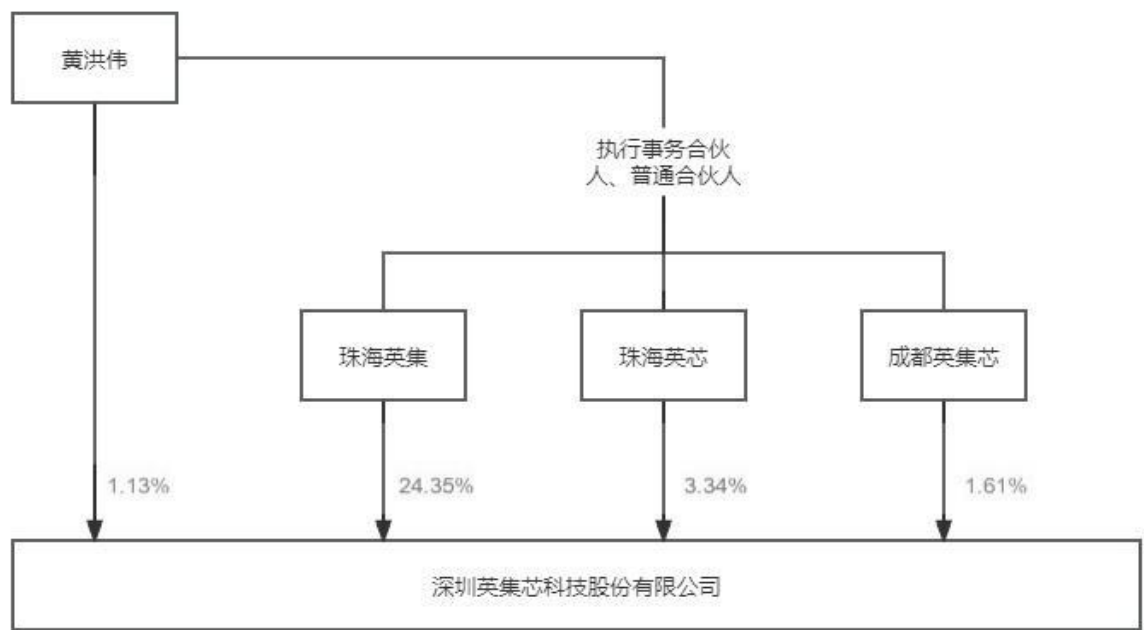 黄洪伟
执行事务合伙
人、普通合伙人
珠海英集
珠海英芯
成都英集芯
1.13%
24.35%
3.34%
1.61%
深圳英集芯科技股份有限公司